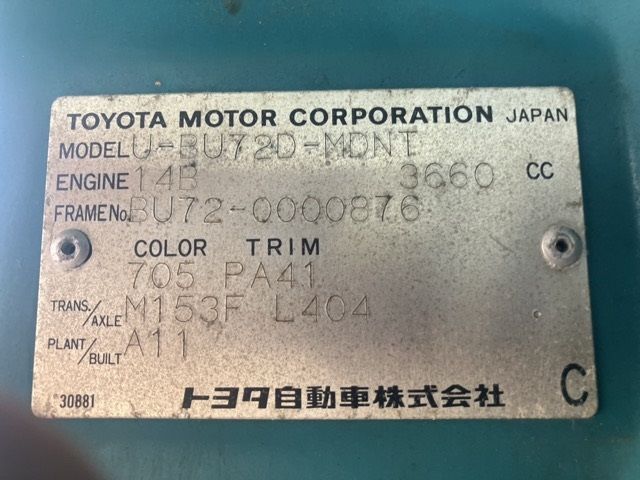 TOYOTA MOTOR CORPORATION JAPAN
MODEL U-BU72D-MDNT
ENGINE 14B 3660 CC
FRAME No. BU72-0000876
COLOR TRIM
705 PA41
TRANS./AXLE M153F L404
PLANT/BUILT A11
30881 トヨタ自動車株式会社 C